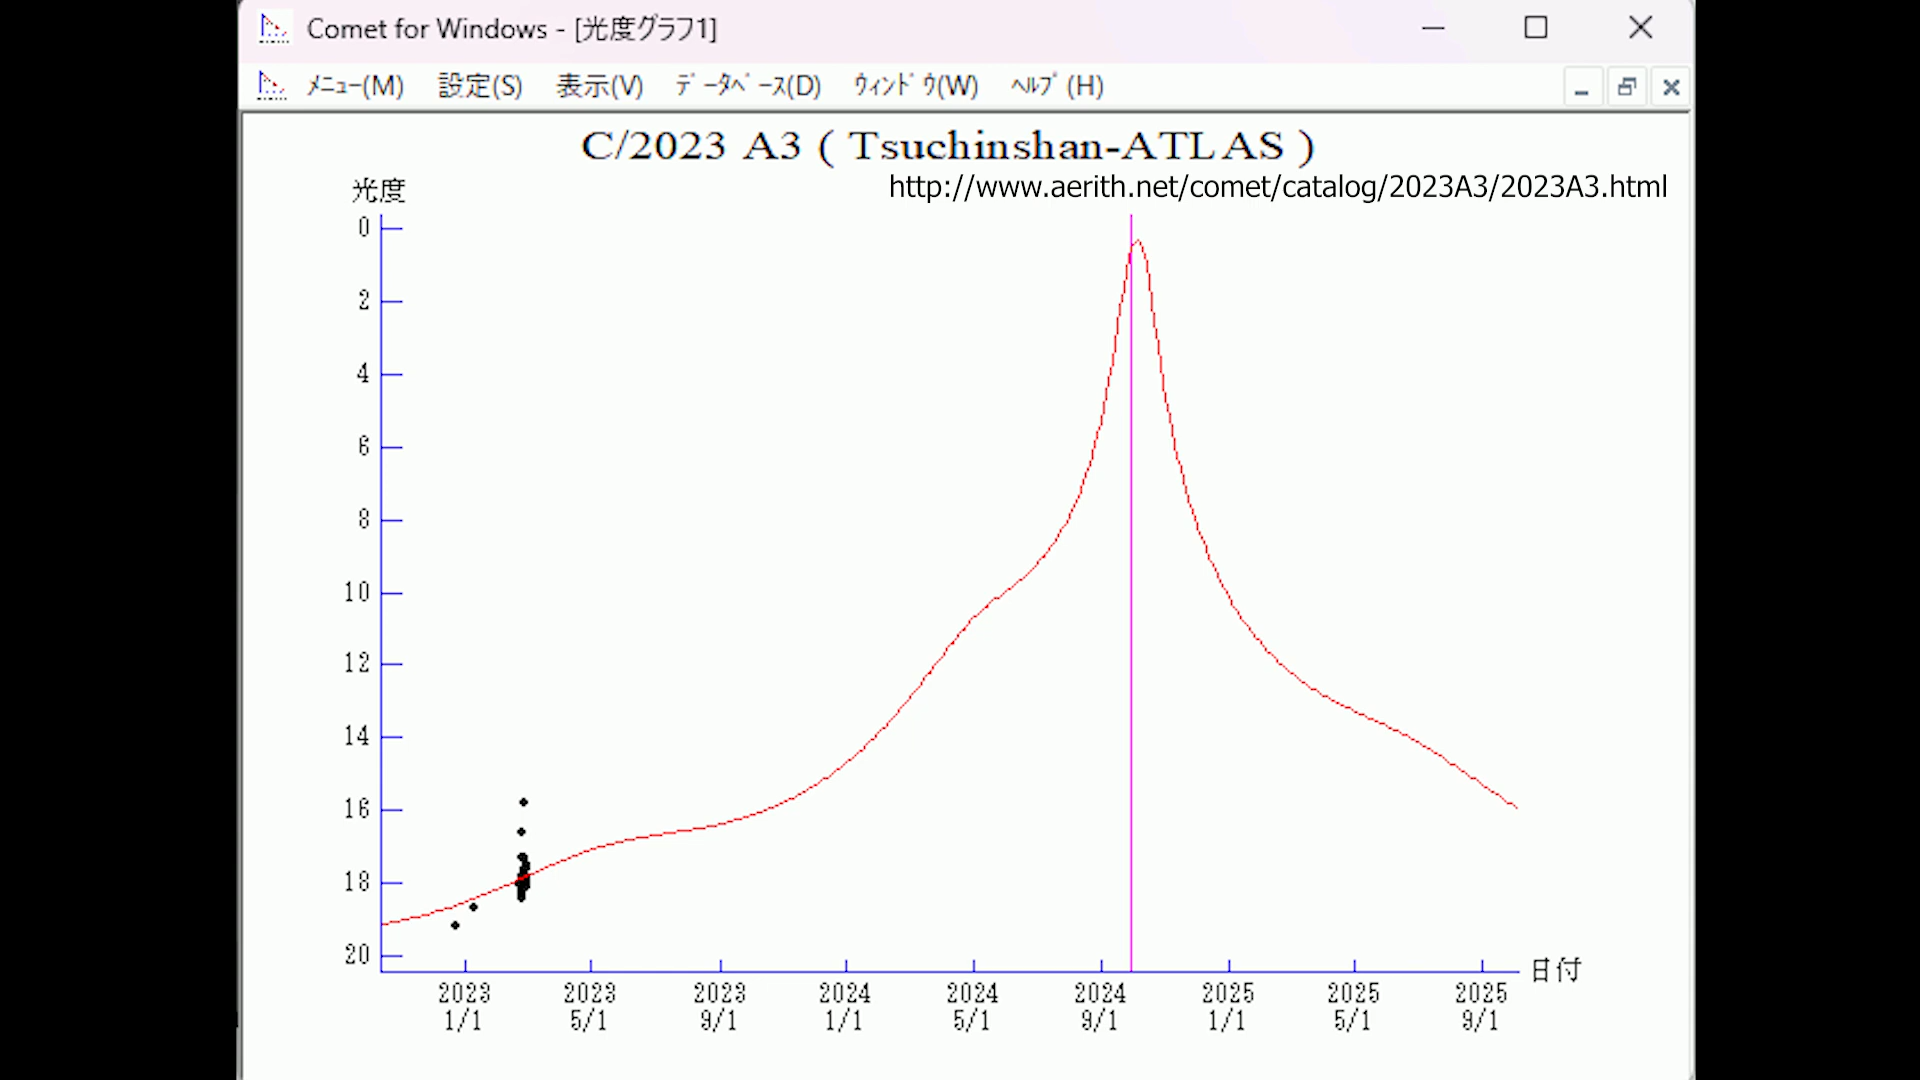 Comet for Windows - [光度グラフ1]
ﾒﾆｭｰ(M) 設定(S) 表示(V) ﾃﾞｰﾀﾍﾞｰｽ(D) ｳｨﾝﾄﾞｳ(W) ﾍﾙﾌﾟ(H)
C/2023 A3 ( Tsuchinshan-ATLAS )
http://www.aerith.net/comet/catalog/2023A3/2023A3.html
光度
0
2
4
6
8
10
12
14
16
18
20
日付
2023 2023 2023 2024 2024 2024 2025 2025 2025
1/1 5/1 9/1 1/1 5/1 9/1 1/1 5/1 9/1